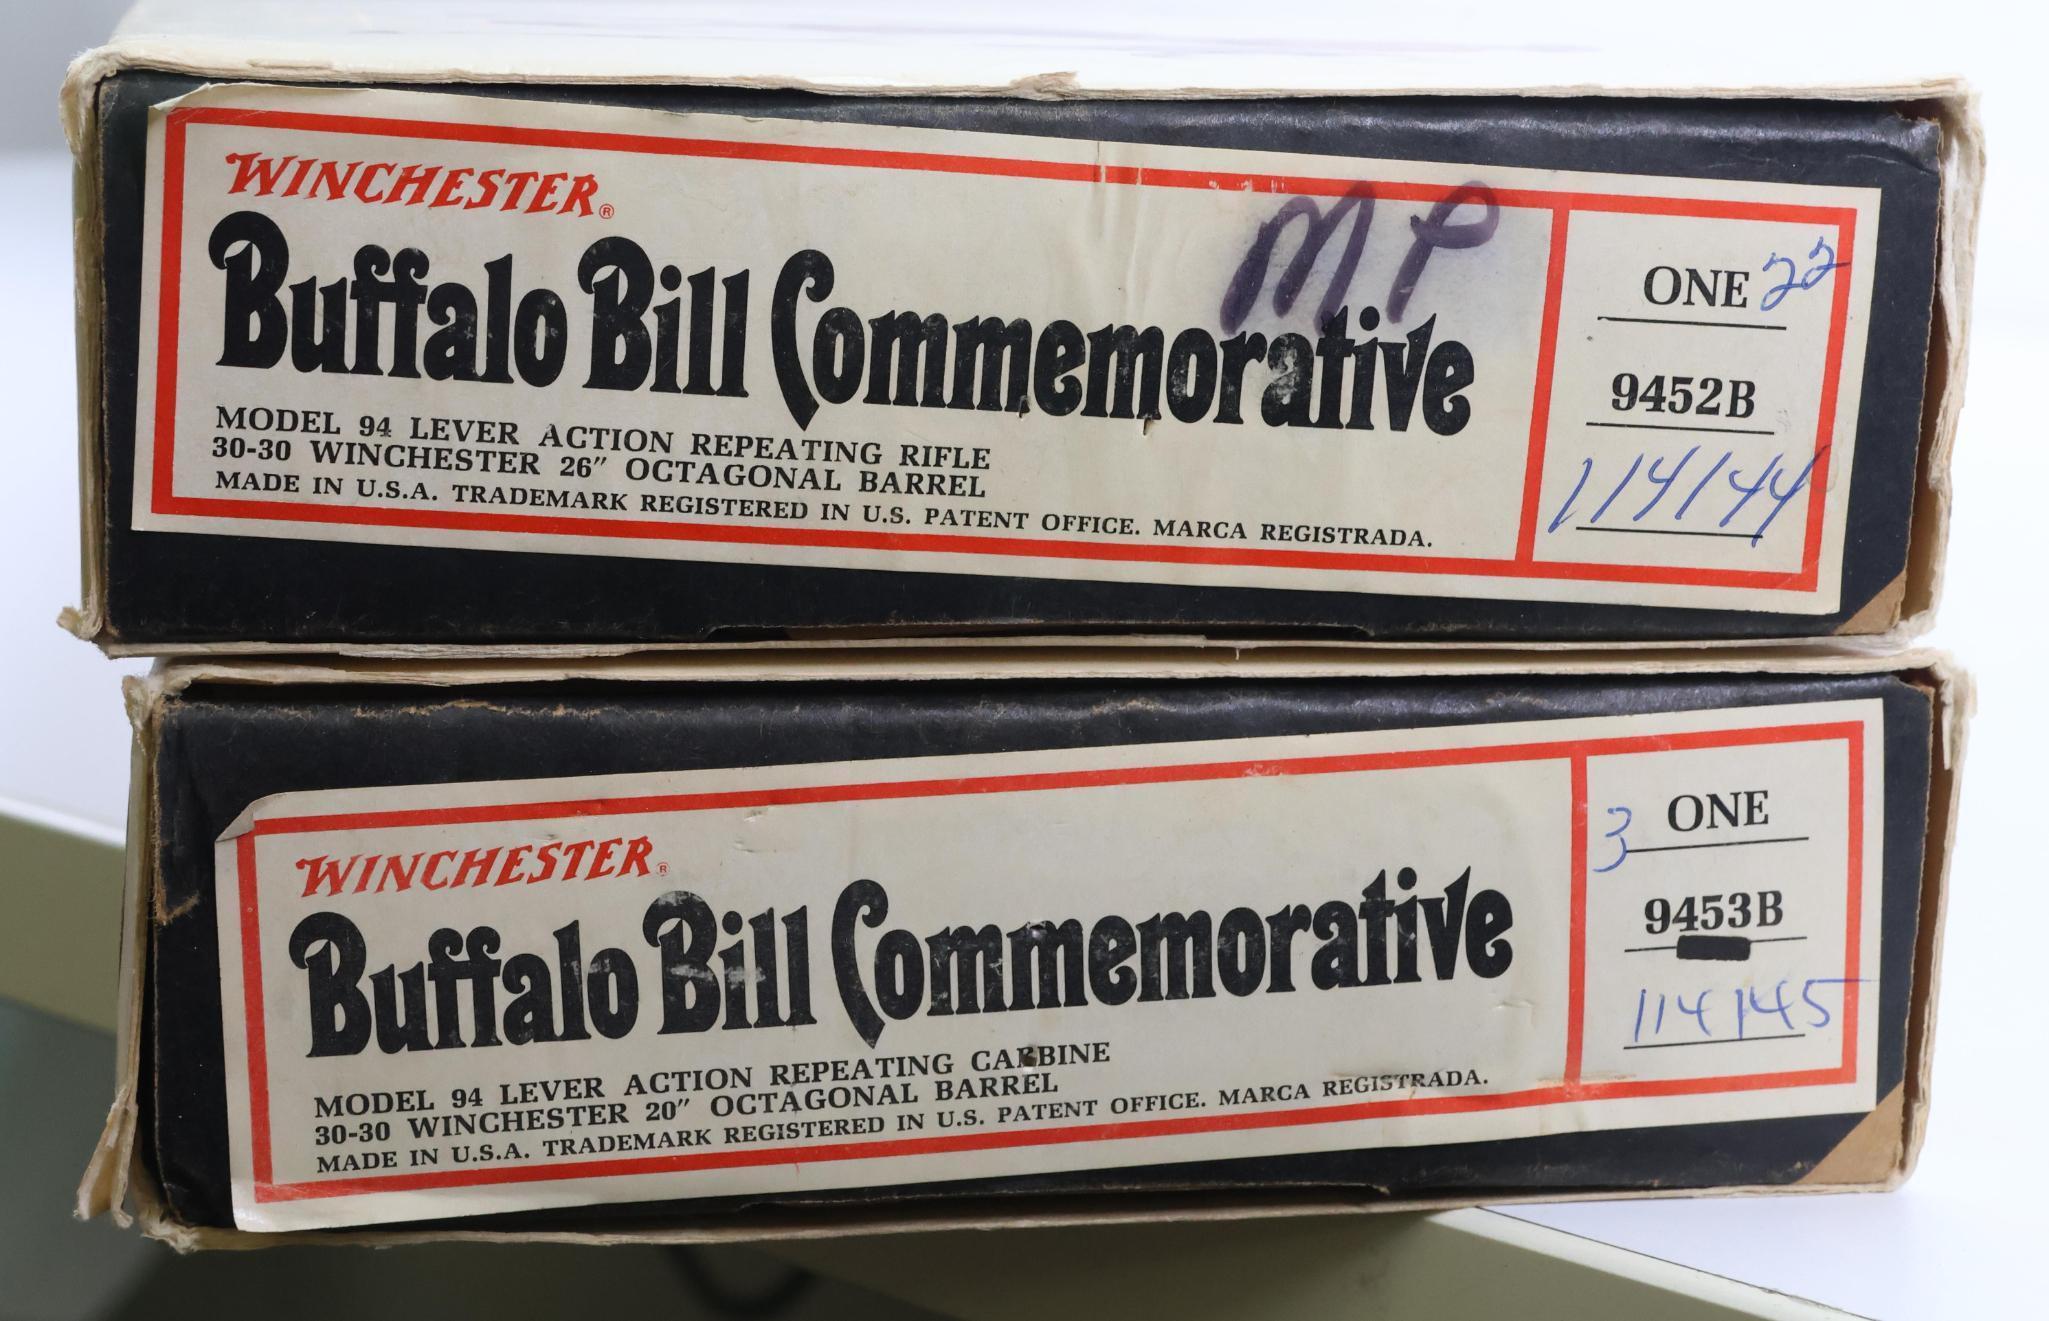 WINCHESTER®
Buffalo Bill Commemorative
MP
MODEL 94 LEVER ACTION REPEATING RIFLE
30-30 WINCHESTER 26" OCTAGONAL BARREL
MADE IN U.S.A. TRADEMARK REGISTERED IN U.S. PATENT OFFICE. MARCA REGISTRADA.
ONE 22
9452B
114144
WINCHESTER®
Buffalo Bill Commemorative
MODEL 94 LEVER ACTION REPEATING CARBINE
30-30 WINCHESTER 20" OCTAGONAL BARREL
MADE IN U.S.A. TRADEMARK REGISTERED IN U.S. PATENT OFFICE. MARCA REGISTRADA.
3 ONE
9453B
114145